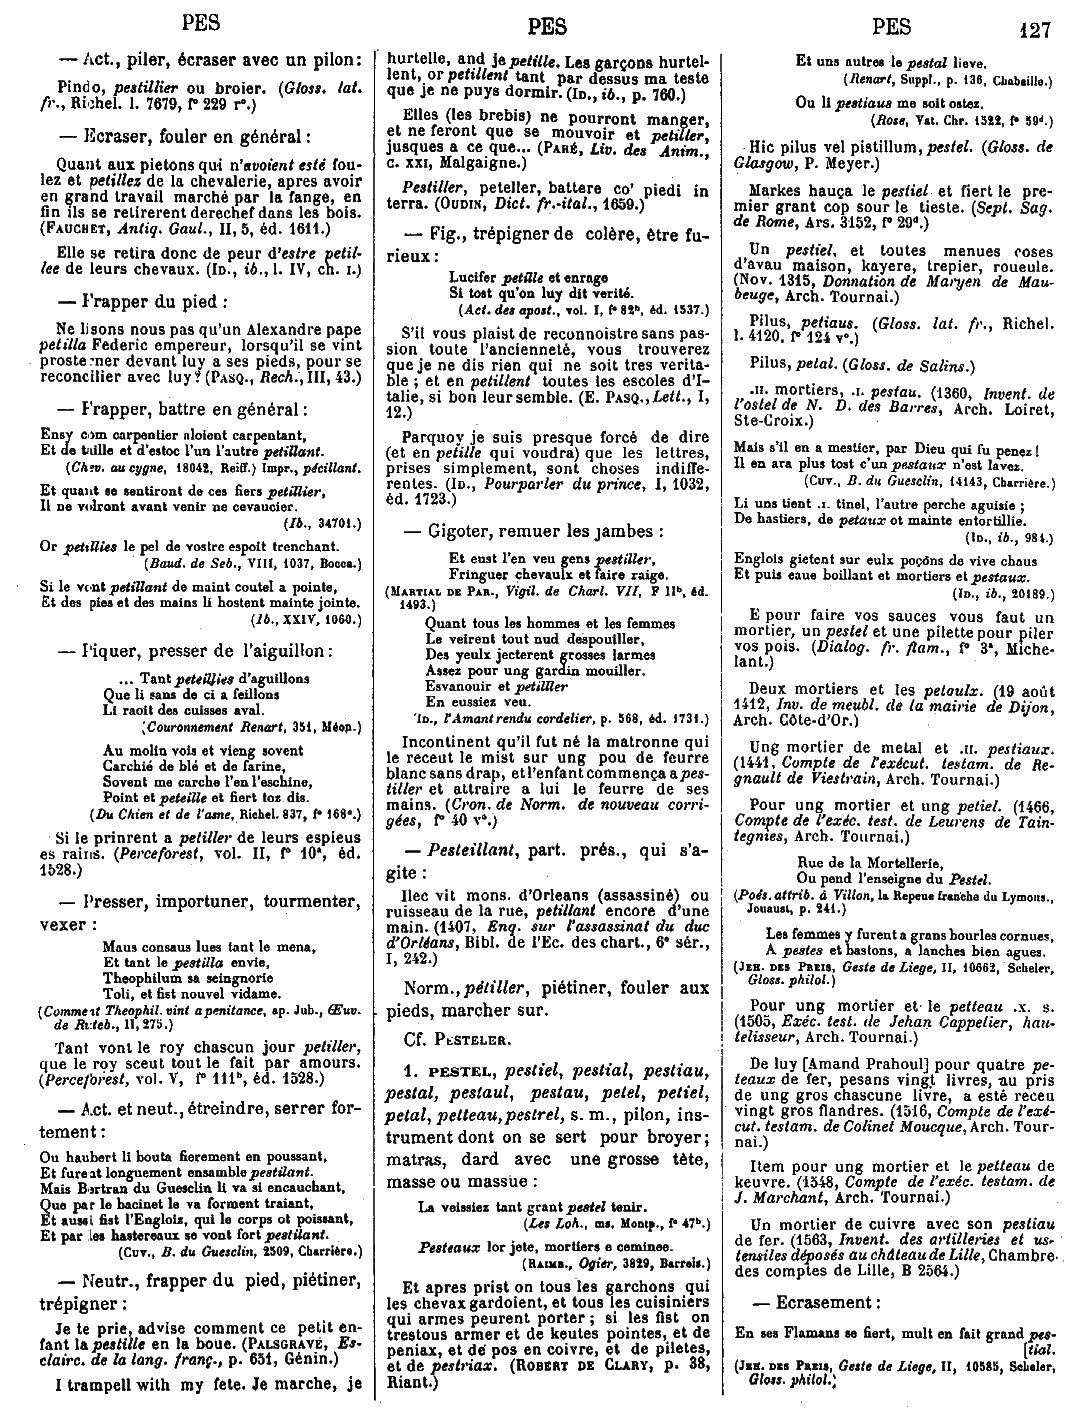 PES
PES
PES
127
— Act., piler, écraser avec un pilon:
Pindo, pestillier ou broier. (Gloss. lat.
fr., Richel. l. 7679, f° 229 r°.)
— Ecraser, fouler en général :
Quant aux pietons qui n'avoient esté fou-
lez et petillez de la chevalerie, apres avoir
en grand travail marché par la fange, en
fin ils se retirerent derechef dans les bois.
(FAUCHET, Antiq. Gaul., II, 5, éd. 1611.)
Elle se retira donc de peur d'estre petil-
lee de leurs chevaux. (ID., ib., l. IV, ch. I.)
— Frapper du pied :
Ne lisons nous pas qu'un Alexandre pape
petilla Federic empereur, lorsqu'il se vint
prosterner devant luy a ses pieds, pour se
reconcilier avec luy? (PASQ., Rech., III, 43.)
— Frapper, battre en général :
Ensy com carpentier aloient carpentant,
Et de taille et d'estoc l'un l'autre petillant.
(Chev. au cygne, 18042, Reiff.) Impr., pécillant.
Et quant se sentiront de ces fiers petillier,
Il ne volront avant venir ne cevaucier.
(Ib., 34701.)
Or petillies le pel de vostre espoit trenchant.
(Baud. de Seb., VIII, 1037, Bocca.)
Si le vont petillant de maint coutel a pointe,
Et des pies et des mains li hostent mainte jointe.
(Ib., XXIV, 1060.)
— Piquer, presser de l'aiguillon :
... Tant peteillies d'aguillons
Que li sans de ci a feillons
Li raoit des cuisses aval.
(Couronnement Renart, 351, Méon.)
Au molin vois et vieng sovent
Carchié de blé et de farine,
Sovent me carche l'en l'eschine,
Point et peteille et fiert toz dis.
(Du Chien et de l'asne, Richel. 837, f° 168ᵃ.)
Si le prinrent a petiller de leurs espieus
es rains. (Perceforest, vol. II, f° 10ᵃ, éd.
1528.)
— Presser, importuner, tourmenter,
vexer :
Maus consaus lues tant le mena,
Et tant le pestilla envie,
Theophilum sa seingnorie
Toli, et fist nouvel vidame.
(Comment Theophil. vint a penitance, ap. Jub., Œuv.
de Ruteb., II, 275.)
Tant vont le roy chascun jour petiller,
que le roy sceut tout le fait par amours.
(Perceforest, vol. V, f° 111ᵇ, éd. 1528.)
— Act. et neut., étreindre, serrer for-
tement :
Ou haubert li bouta fierement en poussant,
Et fureat longuement ensamble pestilant.
Mais Bertran du Guesclin li va si encauchant,
Que par le bacinet le va forment traiant,
Et aussi fist l'Englois, qui le corps ot poissant,
Et par les hastereaux se vont fort pestilant.
(CUV., B. du Guesclin, 2509, Charrière.)
— Neutr., frapper du pied, piétiner,
trépigner :
Je te prie, advise comment ce petit en-
fant la pestille en la boue. (PALSGRAVE, Es-
clairc. de la lang. franç., p. 651, Génin.)
I trampell with my fete. Je marche, je
hurtelle, and je petille. Les garçons hurtel-
lent, or petillent tant par dessus ma teste
que je ne puys dormir. (ID., ib., p. 760.)
Elles (les brebis) ne pourront manger,
et ne feront que se mouvoir et petiller,
jusques a ce que... (PARÉ, Liv. des Anim.,
c. XXI, Malgaigne.)
Pestiller, peteller, battere co' piedi in
terra. (OUDIN, Dict. fr.-ital., 1659.)
— Fig., trépigner de colère, être fu-
rieux :
Lucifer petille et enrage
Si tost qu'on luy dit verité.
(Act. des apost., vol. I, f° 82ᵇ, éd. 1537.)
S'il vous plaist de reconnoistre sans pas-
sion toute l'ancienneté, vous trouverez
que je ne dis rien qui ne soit tres verita-
ble ; et en petillent toutes les escoles d'I-
talie, si bon leur semble. (E. PASQ., Lett., I,
12.)
Parquoy je suis presque forcé de dire
(et en petille qui voudra) que les lettres,
prises simplement, sont choses indiffe-
rentes. (ID., Pourparler du prince, I, 1032,
éd. 1723.)
— Gigoter, remuer les jambes :
Et eust l'en veu gens pestiller,
Fringuer chevaulx et faire raige.
(MARTIAL DE PAR., Vigil. de Charl. VII, F 11ᵇ, éd.
1493.)
Quant tous les hommes et les femmes
Le veirent tout nud despouiller,
Des yeulx jecterent grosses larmes
Assez pour ung gardin mouiller.
Esvanouir et petilller
En eussiez veu.
(ID., l'Amant rendu cordelier, p. 568, éd. 1731.)
Incontinent qu'il fut né la matronne qui
le receut le mist sur ung pou de feurre
blanc sans drap, et l'enfant commença a pes-
tiller et attraire a lui le feurre de ses
mains. (Cron. de Norm. de nouveau corri-
gées, f° 40 v°.)
— Pesteillant, part. prés., qui s'a-
gite :
Ilec vit mons. d'Orleans (assassiné) ou
ruisseau de la rue, petillant encore d'une
main. (1407, Enq. sur l'assassinat du duc
d'Orléans, Bibl. de l'Ec. des chart., 6ᵉ sér.,
I, 242.)
Norm., pétiller, piétiner, fouler aux
pieds, marcher sur.
Cf. PESTELER.
1. PESTEL, pestiel, pestial, pestiau,
pestal, pestaul, pestau, petel, petiel,
petal, petteau, pestrel, s. m., pilon, ins-
trument dont on se sert pour broyer;
matras, dard avec une grosse tête,
masse ou massue :
La veissiez tant grant pestel tenir.
(Les Loh., ms. Montp., f° 47ᵇ.)
Pesteaux lor jete, mortiers e ceminee.
(RAIMB., Ogier, 3829, Barrois.)
Et apres prist on tous les garchons qui
les chevax gardoient, et tous les cuisiniers
qui armes peurent porter ; si les fist on
trestous armer et de keutes pointes, et de
peniax, et de pos en coivre, et de piletes,
et de pestriax. (ROBERT DE CLARY, p. 38,
Riant.)
Et uns autres le pestal lieve.
(Renart, Suppl., p. 136, Chabaille.)
Ou li pestiaus me soit ostez.
(Rose, Vat. Chr. 1522, f° 59ᵈ.)
Hic pilus vel pistillum, pestel. (Gloss. de
Glasgow, P. Meyer.)
Markes hauça le pestiel et fiert le pre-
mier grant cop sour le tieste. (Sept. Sag.
de Rome, Ars. 3152, f° 29ᵈ.)
Un pestiel, et toutes menues coses
d'avau maison, kayere, trepier, roueule.
(Nov. 1315, Donnation de Maryen de Mau-
beuge, Arch. Tournai.)
Pilus, petiaus. (Gloss. lat. fr., Richel.
l. 4120, f° 124 v°.)
Pilus, petal. (Gloss. de Salins.)
.II. mortiers, .I. pestau. (1360, Invent. de
l'ostel de N. D. des Barres, Arch. Loiret,
Ste-Croix.)
Mais s'il en a mestier, par Dieu qui fu penez !
Il en ara plus tost c'un pestaux n'est lavez.
(CUV., B. du Guesclin, 14143, Charrière.)
Li uns tient .I. tinel, l'autre perche aguisie ;
De hastiers, de petaux ot mainte entortillie.
(ID., ib., 984.)
Englois gietent sur eulx poçöns de vive chaus
Et puis eaue boillant et mortiers et pestaux.
(ID., ib., 20189.)
E pour faire vos sauces vous faut un
mortier, un pestel et une pilette pour piler
vos pois. (Dialog. fr. flam., f° 3ᵃ, Miche-
lant.)
Deux mortiers et les petoulx. (19 août
1412, Inv. de meubl. de la mairie de Dijon,
Arch. Côte-d'Or.)
Ung mortier de metal et .II. pestiaux.
(1441, Compte de l'exécut. testam. de Re-
gnault de Viestrain, Arch. Tournai.)
Pour ung mortier et ung petiel. (1466,
Compte de l'exéc. test. de Leurens de Tain-
tegnies, Arch. Tournai.)
Rue de la Mortellerie,
Ou pend l'enseigne du Pestel.
(Poés. attrib. à Villon, la Repeue franche du Lymons.,
Jouaust, p. 241.)
Les femmes y furent a grans hourles cornues,
A pestes et bastons, a lanches bien agues.
(JEH. DES PREIS, Geste de Liege, II, 10662, Scheler,
Gloss. philol.)
Pour ung mortier et le petteau .X. s.
(1505, Exéc. test. de Jehan Cappelier, hau-
telisseur, Arch. Tournai.)
De luy [Amand Prahoul] pour quatre pe-
teaux de fer, pesans vingt livres, au pris
de ung gros chascune livre, a esté receu
vingt gros flandres. (1516, Compte de l'exé-
cut. testam. de Colinet Moucque, Arch. Tour-
nai.)
Item pour ung mortier et le petteau de
keuvre. (1548, Compte de l'exéc. testam. de
J. Marchant, Arch. Tournai.)
Un mortier de cuivre avec son pestiau
de fer. (1563, Invent. des artilleries et us-
tensiles déposés au château de Lille, Chambre
des comptes de Lille, B 2564.)
— Ecrasement :
En ses Flamans se fiert, mult en fait grand pes-
[tial.
(JEH. DES PREIS, Geste de Liege, II, 10585, Scheler,
Gloss. philol.)